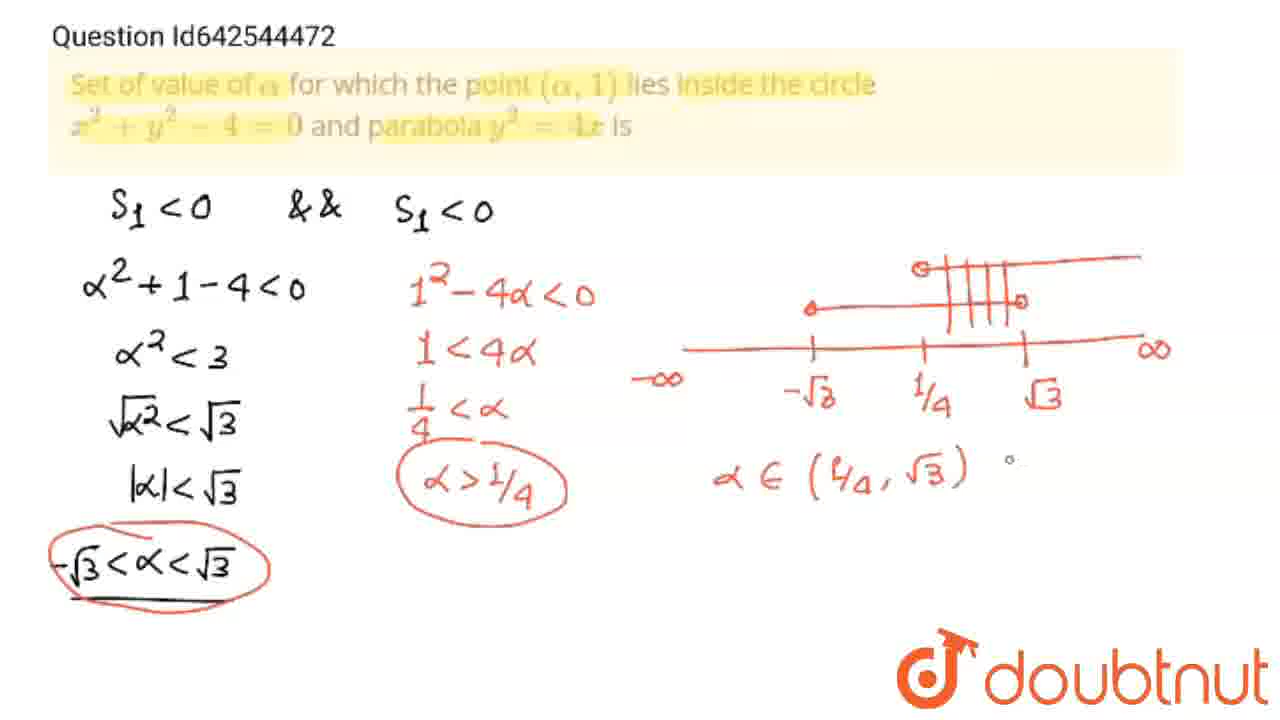 Question Id642544472
Set of value of α for which the point (α, 1) lies inside the circle
x² + y² − 4 = 0 and parabola y² = 4x is
S₁ < 0 && S₁ < 0
α² + 1 − 4 < 0
1² − 4α < 0
α² < 3
1 < 4α
√α² < √3
1/4 < α
|α| < √3
α > 1/4
−√3 < α < √3
−∞ −√3 1/4 √3 ∞
α ∈ (1/4, √3)
doubtnut